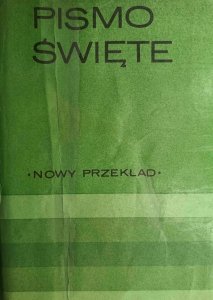 PISMO
ŚWIĘTE
·NOWY PRZEKŁAD·